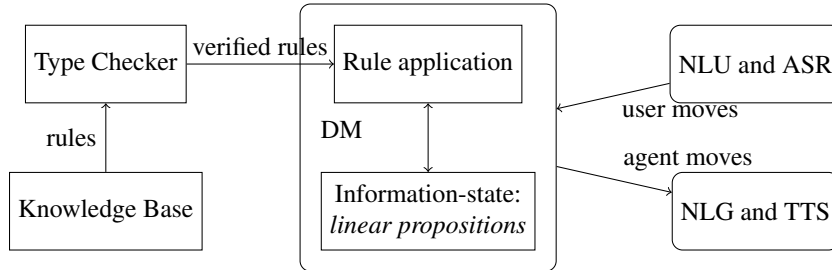 Type Checker
verified rules
Rule application
NLU and ASR
user moves
rules
DM
agent moves
Knowledge Base
Information-state:
linear propositions
NLG and TTS